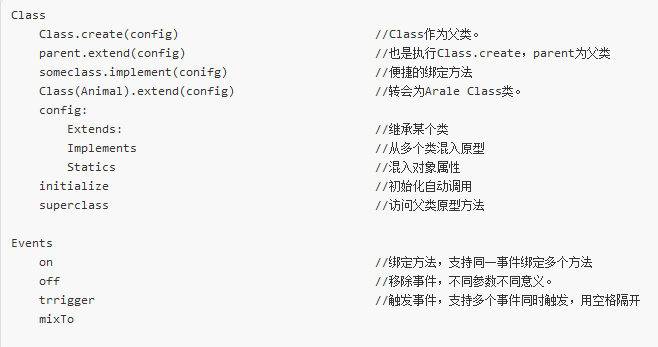 Class
Class.create(config) //Class作为父类。
parent.extend(config) //也是执行Class.create，parent为父类
someclass.implement(conifg) //便捷的绑定方法
Class(Animal).extend(config) //转会为Arale Class类。
config:
Extends: //继承某个类
Implements //从多个类混入原型
Statics //混入对象属性
initialize //初始化自动调用
superclass //访问父类原型方法
Events
on //绑定方法，支持同一事件绑定多个方法
off //移除事件，不同参数不同意义。
trrigger //触发事件，支持多个事件同时触发，用空格隔开
mixTo